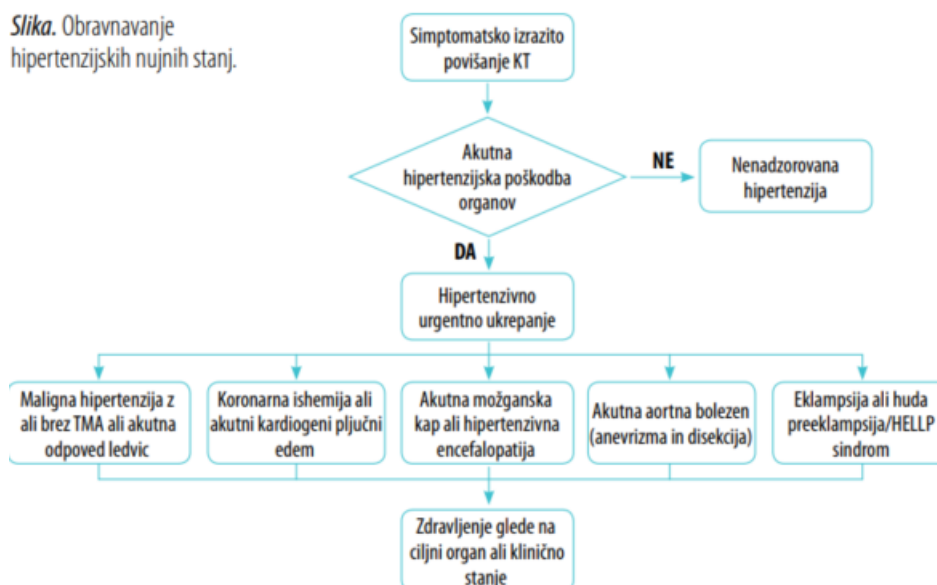 Slika. Obravnavanje
hipertenzijskih nujnih stanj.
Simptomatsko izrazito
povišanje KT
Akutna
hipertenzijska poškodba
organov
NE
Nenadzorovana
hipertenzija
DA
Hipertenzivno
urgentno ukrepanje
Maligna hipertenzija z
ali brez TMA ali akutna
odpoved ledvic
Koronarna ishemija ali
akutni kardiogeni pljučni
edem
Akutna možganska
kap ali hipertenzivna
encefalopatija
Akutna aortna bolezen
(anevrizma in disekcija)
Eklampsija ali huda
preeklampsija/HELLP
sindrom
Zdravljenje glede na
ciljni organ ali klinično
stanje